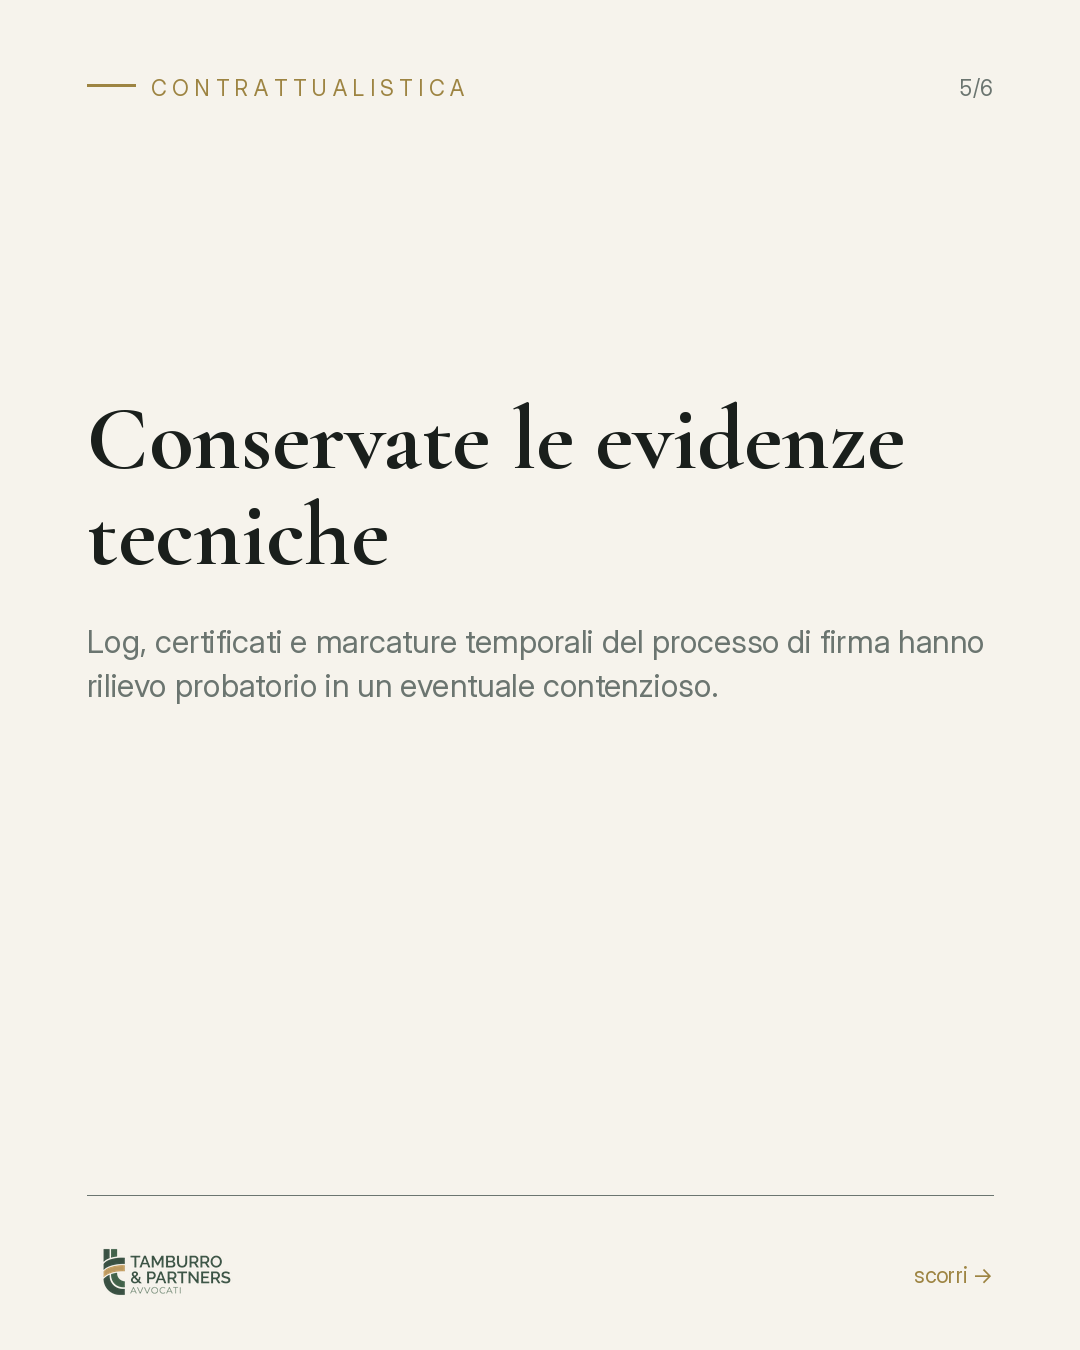 CONTRATTUALISTICA
5/6
Conservate le evidenze
tecniche
Log, certificati e marcature temporali del processo di firma hanno
rilievo probatorio in un eventuale contenzioso.
TAMBURRO
& PARTNERS
AVVOCATI
scorri →